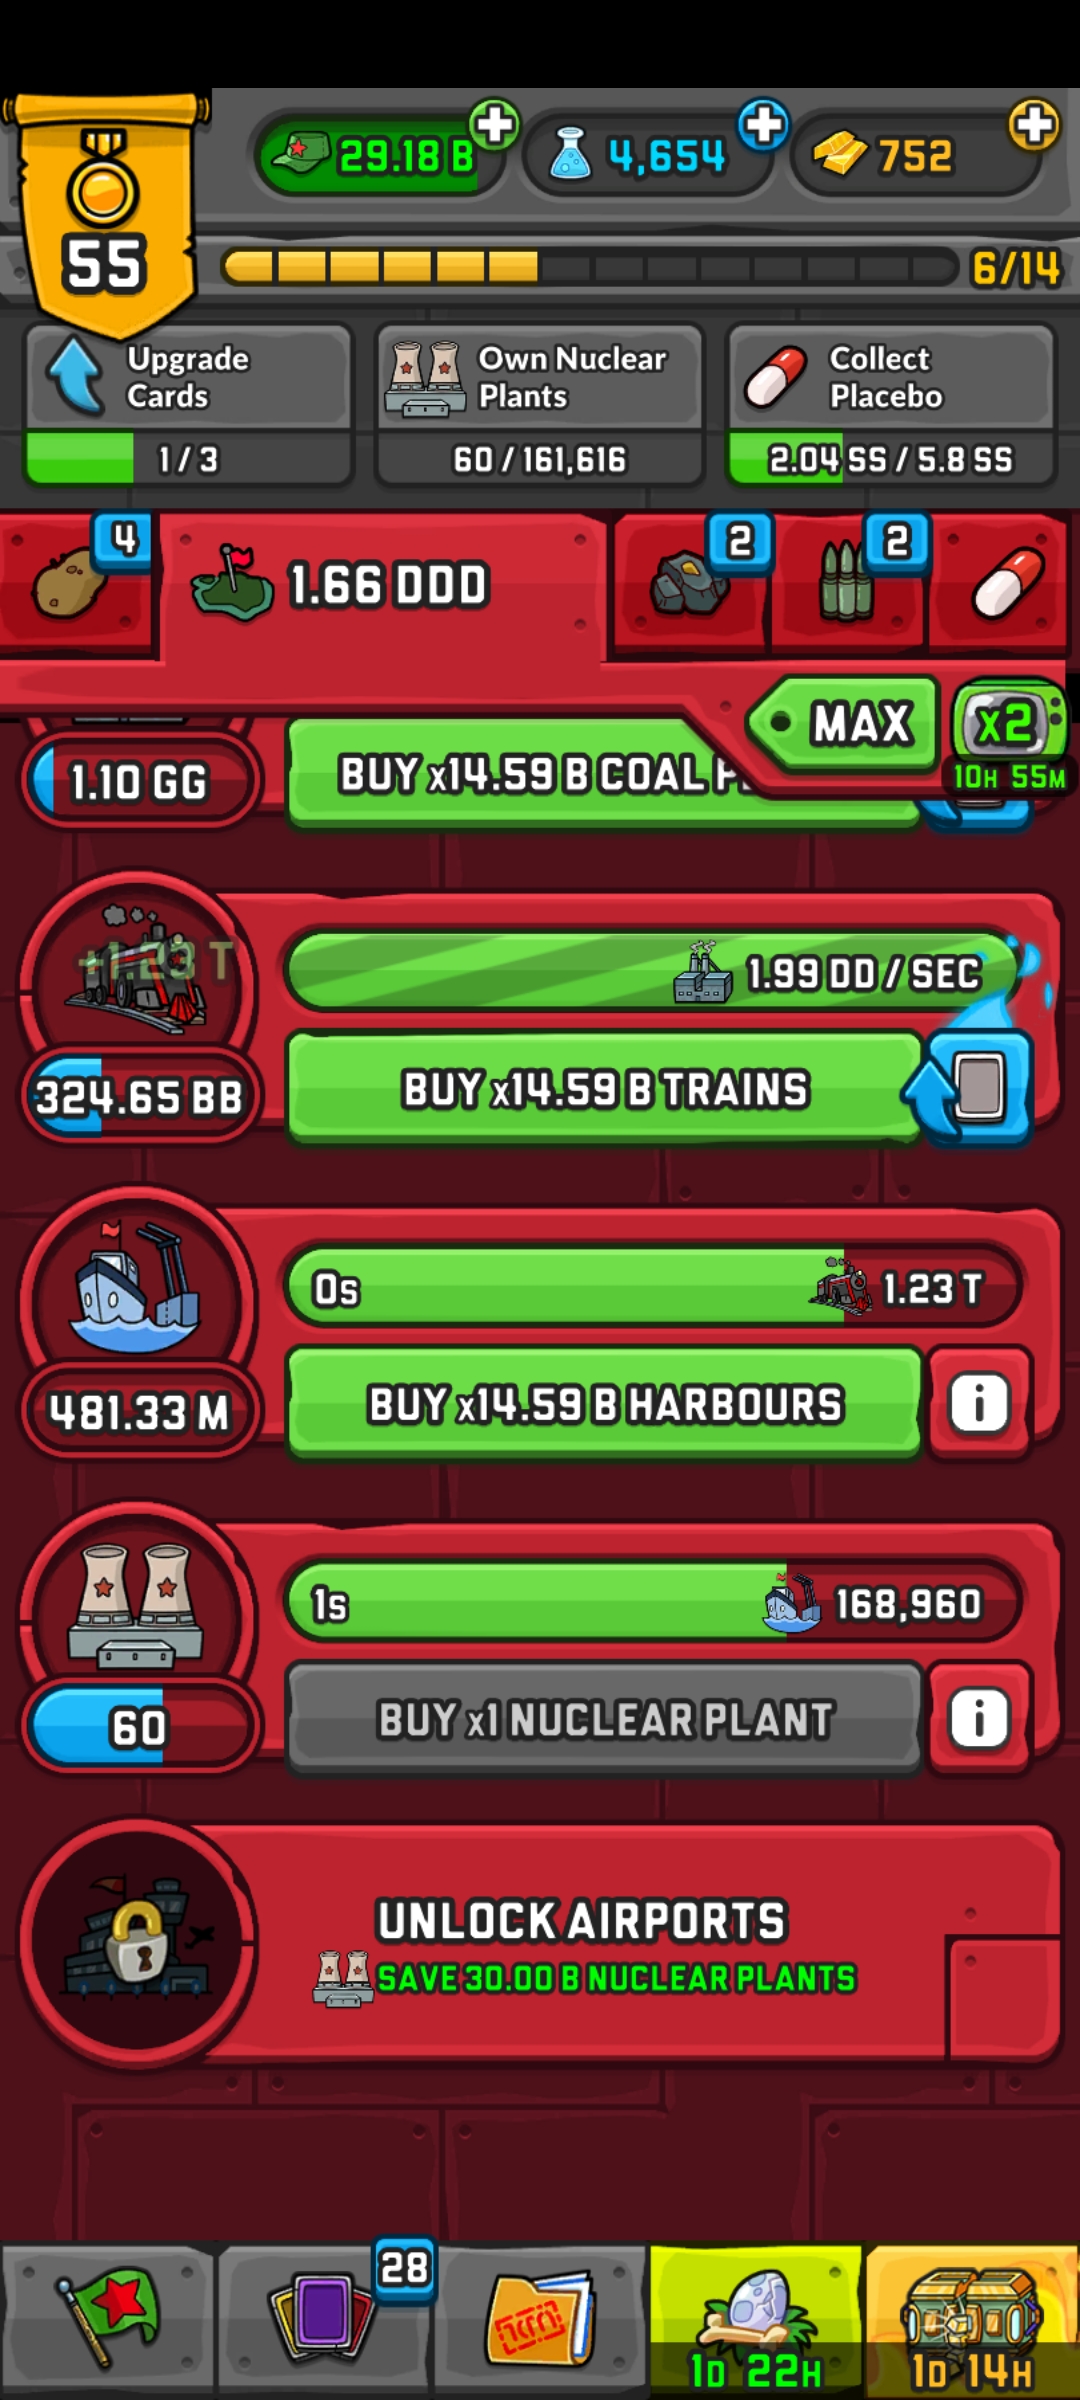 29.18 B
4,654
752
55
6/14
Upgrade
Cards
1 / 3
Own Nuclear
Plants
60 / 161,616
Collect
Placebo
2.04 SS / 5.8 SS
4
1.66 DDD
2
2
MAX
X2
10H 55M
1.10 GG
BUY x14.59 B COAL
+1.23 T
1.99 DD / SEC
324.65 BB
BUY x14.59 B TRAINS
0s
1.23 T
481.33 M
BUY x14.59 B HARBOURS
i
1s
168,960
60
BUY x1 NUCLEAR PLANT
i
UNLOCK AIRPORTS
SAVE 30.00 B NUCLEAR PLANTS
28
1D 22H
1D 14H